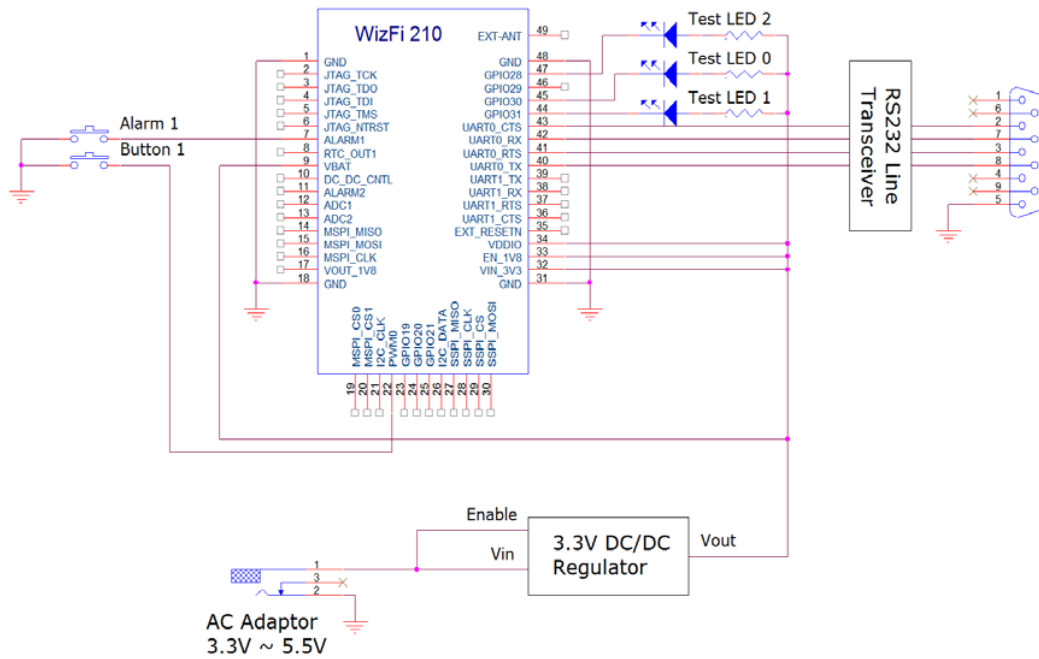 WizFi 210
1 GND
2 JTAG_TCK
3 JTAG_TDO
4 JTAG_TDI
5 JTAG_TMS
6 JTAG_NTRST
7 ALARM1
8 RTC_OUT1
9 VBAT
10 DC_DC_CNTL
11 ALARM2
12 ADC1
13 ADC2
14 MSPI_MISO
15 MSPI_MOSI
16 MSPI_CLK
17 VOUT_1V8
18 GND
MSPI_CS0 19
MSPI_CS1 20
I2C_CLK 21
PWM0 22
GPIO19 23
GPIO20 24
GPIO21 25
I2C_DATA 26
SSPI_MISO 27
SSPI_CLK 28
SSPI_CS 29
SSPI_MOSI 30
EXT-ANT 49
GND 48
GPIO28 47
GPIO29 46
GPIO30 45
GPIO31 44
UART0_CTS 43
UART0_RX 42
UART0_RTS 41
UART0_TX 40
UART1_TX 39
UART1_RX 38
UART1_RTS 37
UART1_CTS 36
EXT_RESETN 35
VDDIO 34
EN_1V8 33
VIN_3V3 32
GND 31
Alarm 1
Button 1
Test LED 2
Test LED 0
Test LED 1
RS232 Line
Transceiver
1
6
2
7
3
8
4
9
5
Enable
Vin
3.3V DC/DC
Regulator
Vout
1
3
2
AC Adaptor
3.3V ~ 5.5V